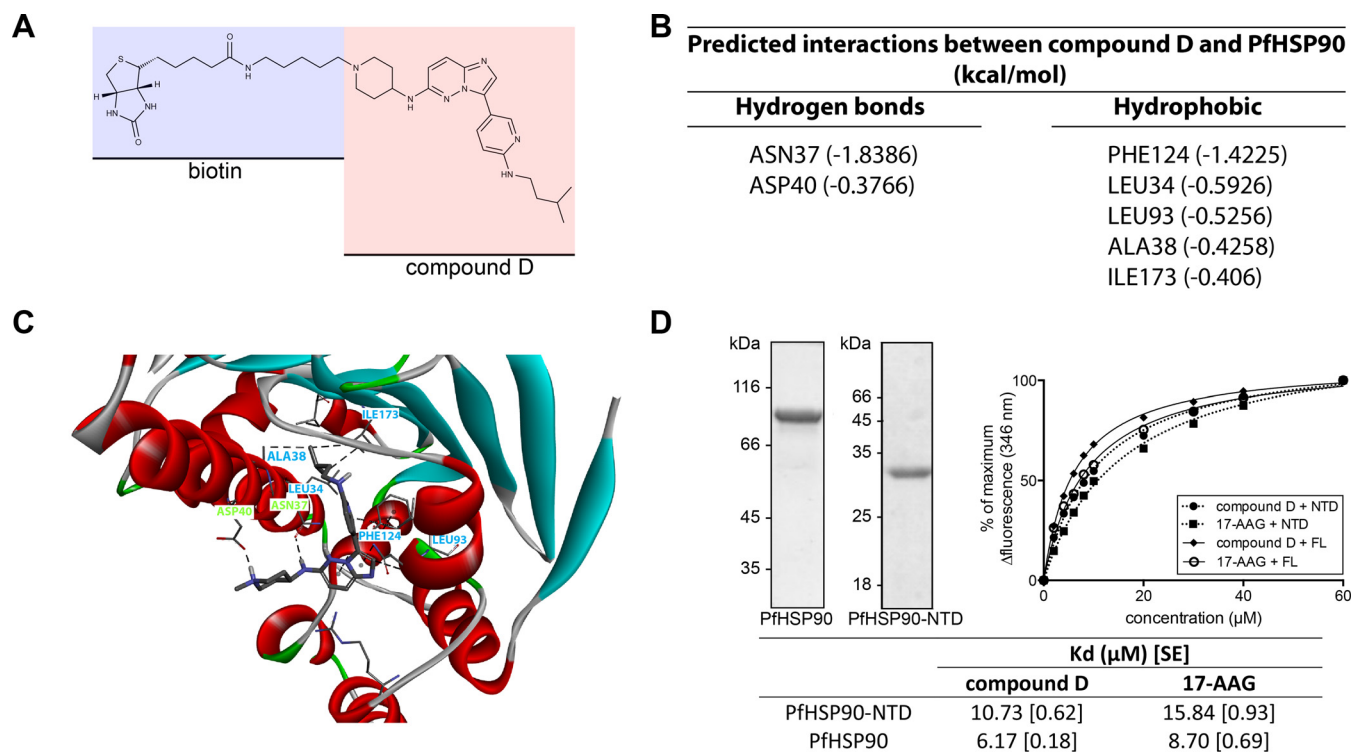 A
S
H
H
HN
NH
O
O
N
H
N
HN
N
N
N
N
HN
biotin
compound D
B
Predicted interactions between compound D and PfHSP90
(kcal/mol)
Hydrogen bonds Hydrophobic
ASN37 (-1.8386) PHE124 (-1.4225)
ASP40 (-0.3766) LEU34 (-0.5926)
LEU93 (-0.5256)
ALA38 (-0.4258)
ILE173 (-0.406)
C
ILE173
ALA38
LEU34
ASN37
ASP40
PHE124
LEU93
D
kDa
116
66
45
35
PfHSP90
kDa
66
45
35
25
18
PfHSP90-NTD
% of maximum
Δfluorescence (346 nm)
100
50
0
0 20 40 60
concentration (µM)
compound D + NTD
17-AAG + NTD
compound D + FL
17-AAG + FL
Kd (µM) [SE]
compound D 17-AAG
PfHSP90-NTD 10.73 [0.62] 15.84 [0.93]
PfHSP90 6.17 [0.18] 8.70 [0.69]